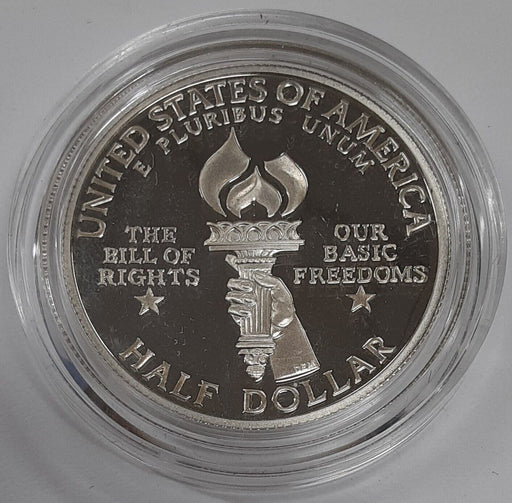 UNITED STATES OF AMERICA
E PLURIBUS UNUM
THE
BILL OF
RIGHTS
OUR
BASIC
FREEDOMS
HALF DOLLAR